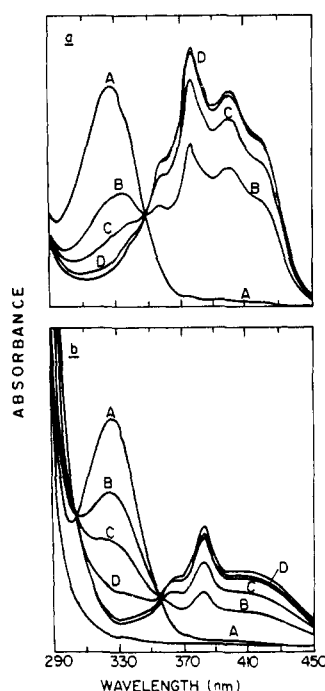 a
A
D
C
B
B
C
D
A
ABSORBANCE
b
A
B
C
D
D
C
B
A
290 330 370 410 450
WAVELENGTH (nm)